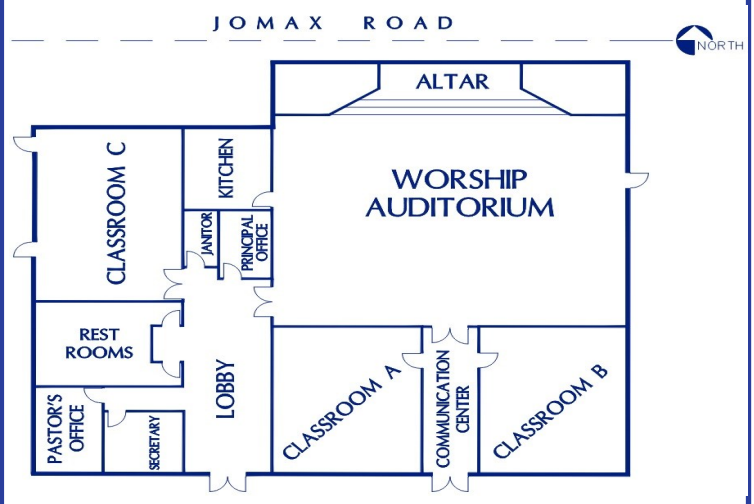 JOMAX ROAD
NORTH
ALTAR
WORSHIP
AUDITORIUM
CLASSROOM C
KITCHEN
JANITOR
PRINCIPAL
OFFICE
REST
ROOMS
LOBBY
PASTOR'S
OFFICE
SECRETARY
CLASSROOM A
COMMUNICATION
CENTER
CLASSROOM B